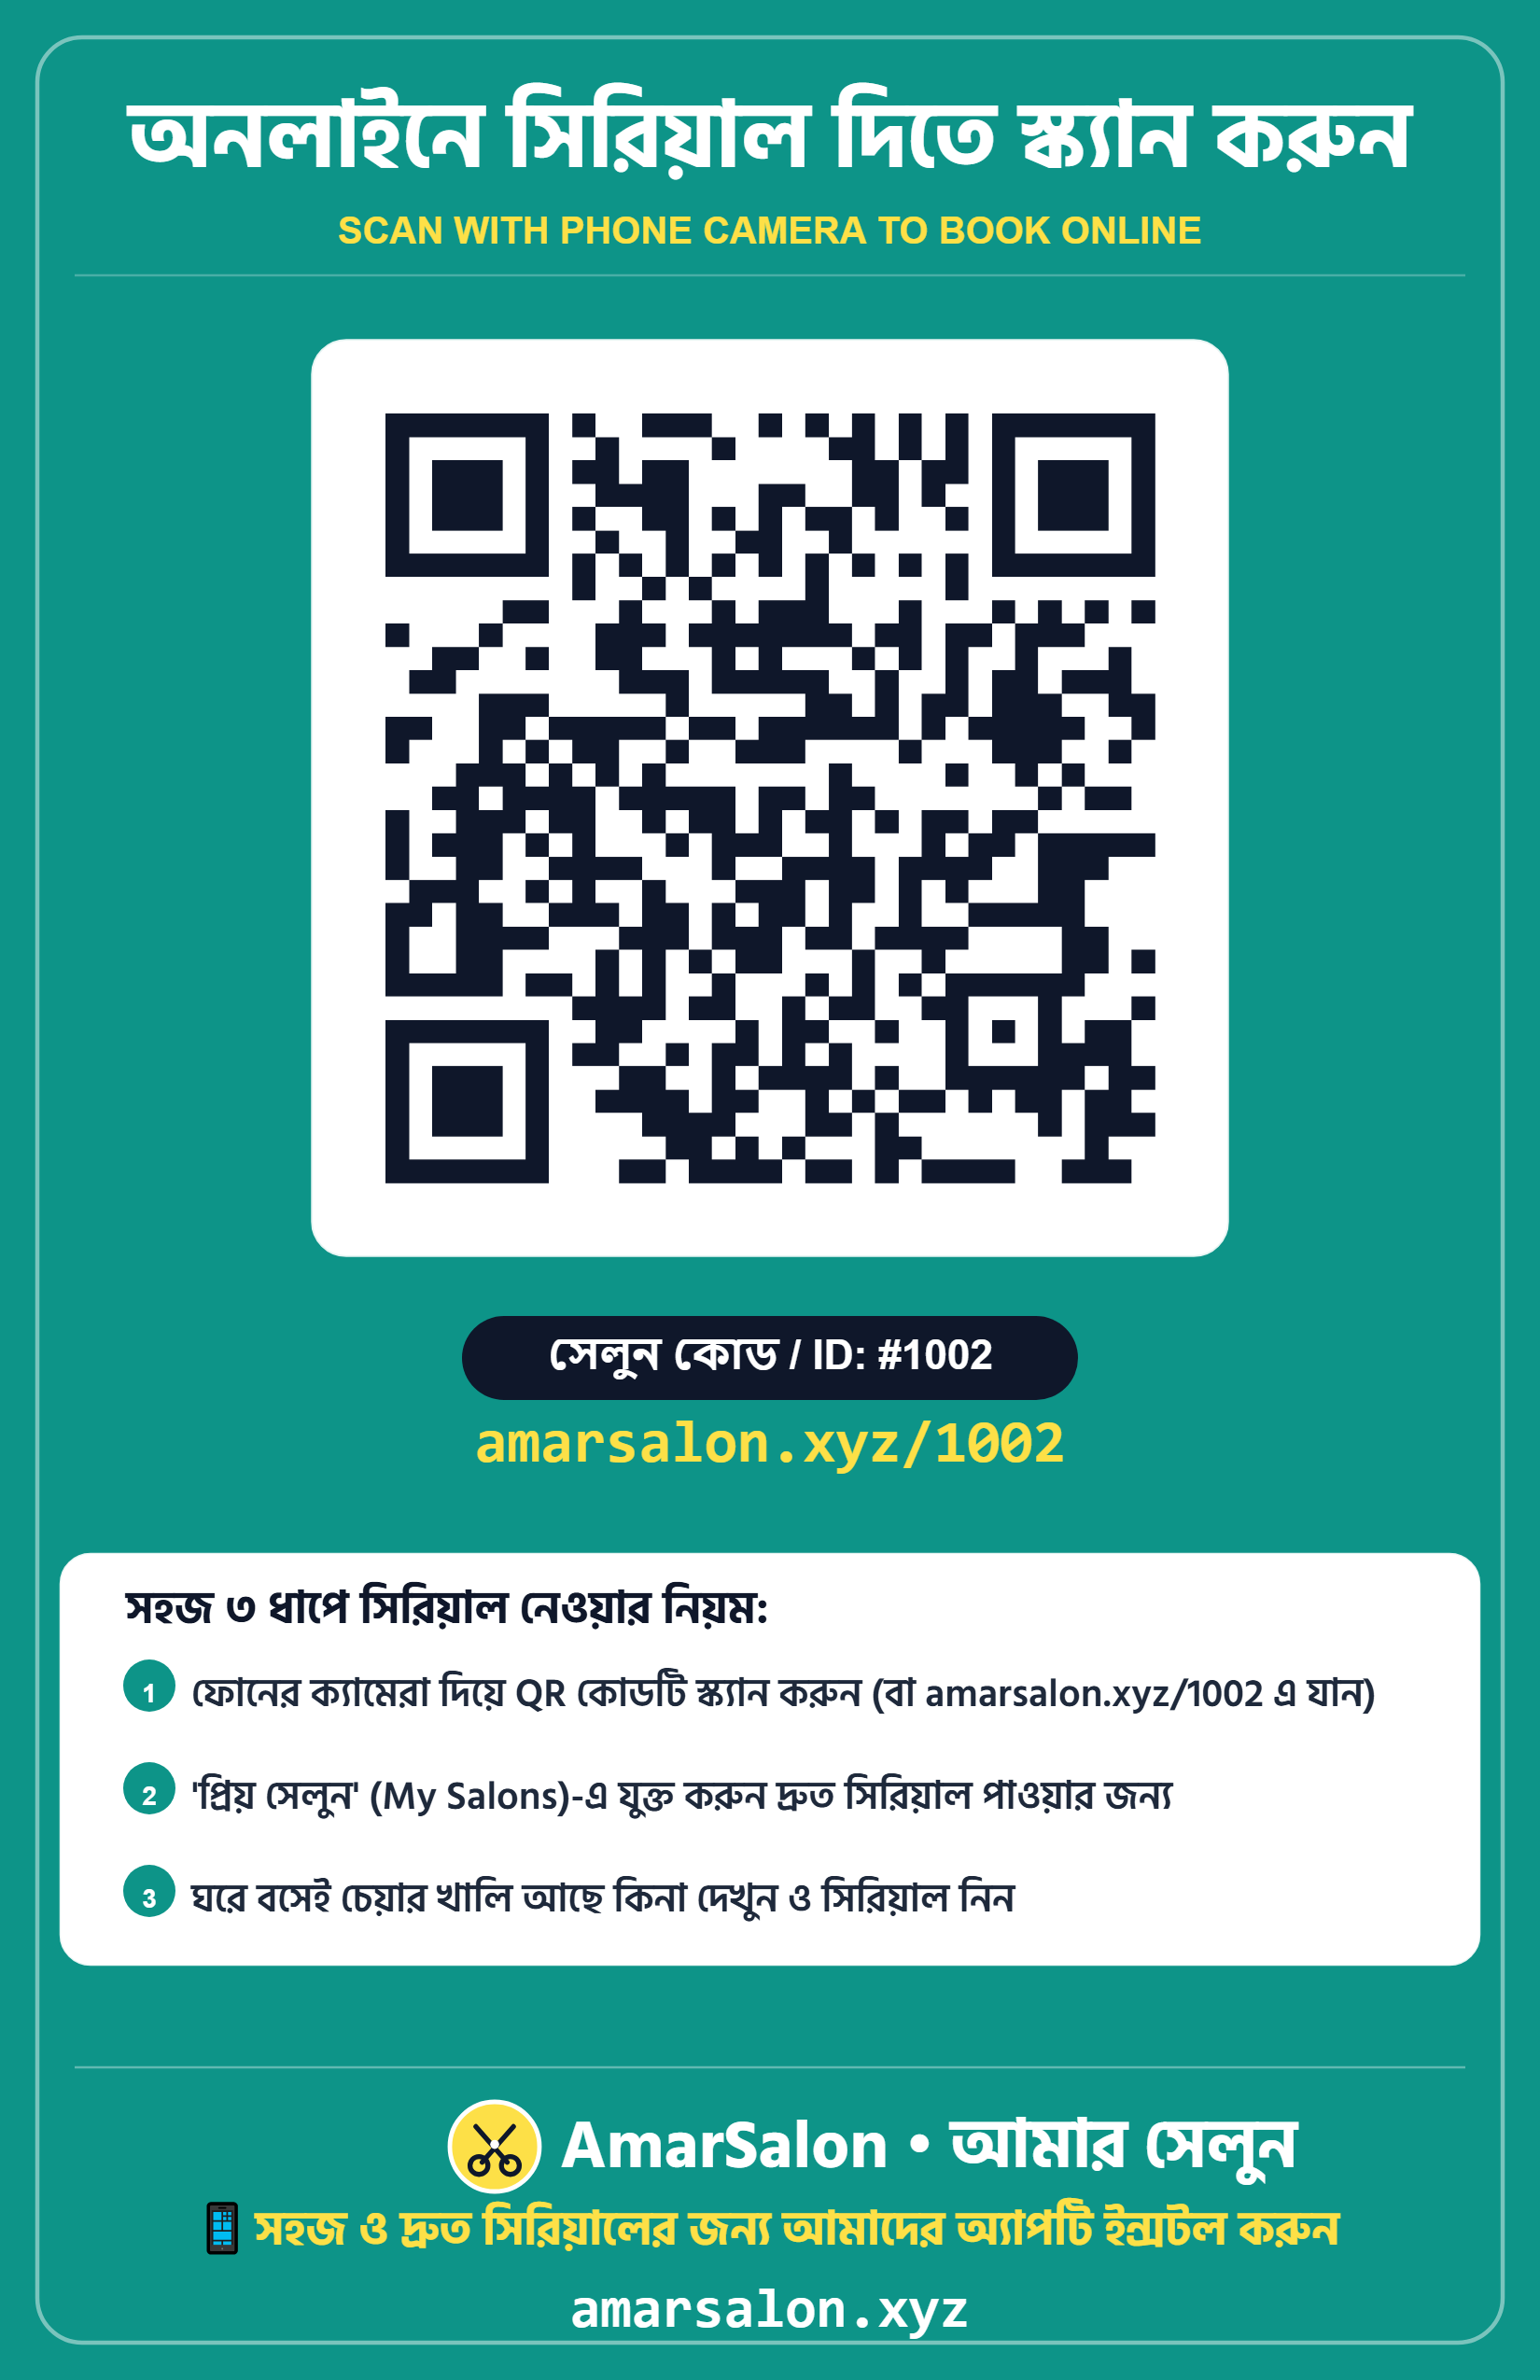 অনলাইনে সিরিয়াল দিতে স্ক্যান করুন
SCAN WITH PHONE CAMERA TO BOOK ONLINE
সেলুন কোড / ID: #1002
amarsalon.xyz/1002
সহজ ৩ ধাপে সিরিয়াল নেওয়ার নিয়ম:
1 ফোনের ক্যামেরা দিয়ে QR কোডটি স্ক্যান করুন (বা amarsalon.xyz/1002 এ যান)
2 'প্রিয় সেলুন' (My Salons)-এ যুক্ত করুন দ্রুত সিরিয়াল পাওয়ার জন্য
3 ঘরে বসেই চেয়ার খালি আছে কিনা দেখুন ও সিরিয়াল নিন
AmarSalon • আমার সেলুন
সহজ ও দ্রুত সিরিয়ালের জন্য আমাদের অ্যাপটি ইন্সটল করুন
amarsalon.xyz